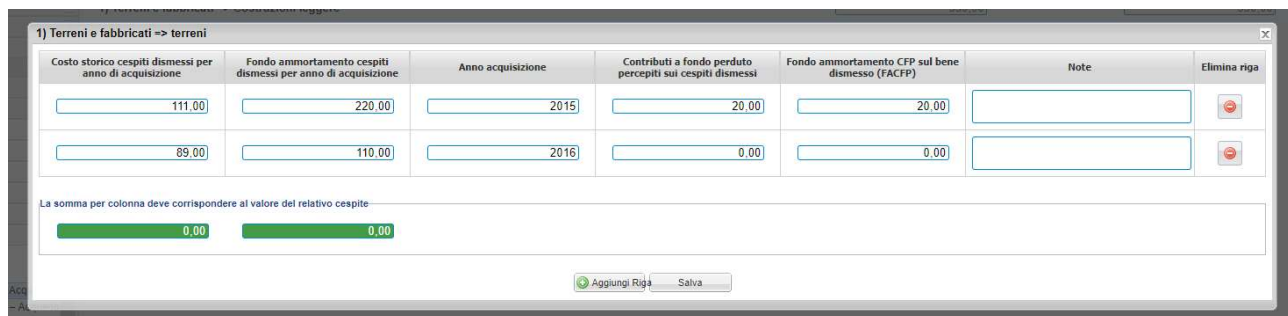 1) Terreni e fabbricati => terreni
Costo storico cespiti dismessi per anno di acquisizione
Fondo ammortamento cespiti dismessi per anno di acquisizione
Anno acquisizione
Contributi a fondo perduto percepiti sui cespiti dismessi
Fondo ammortamento CFP sul bene dismesso (FACFP)
Note
Elimina riga
111,00 220,00 2015 20,00 20,00
89,00 110,00 2016 0,00 0,00
La somma per colonna deve corrispondere al valore del relativo cespite
0,00 0,00
Aggiungi Riga Salva